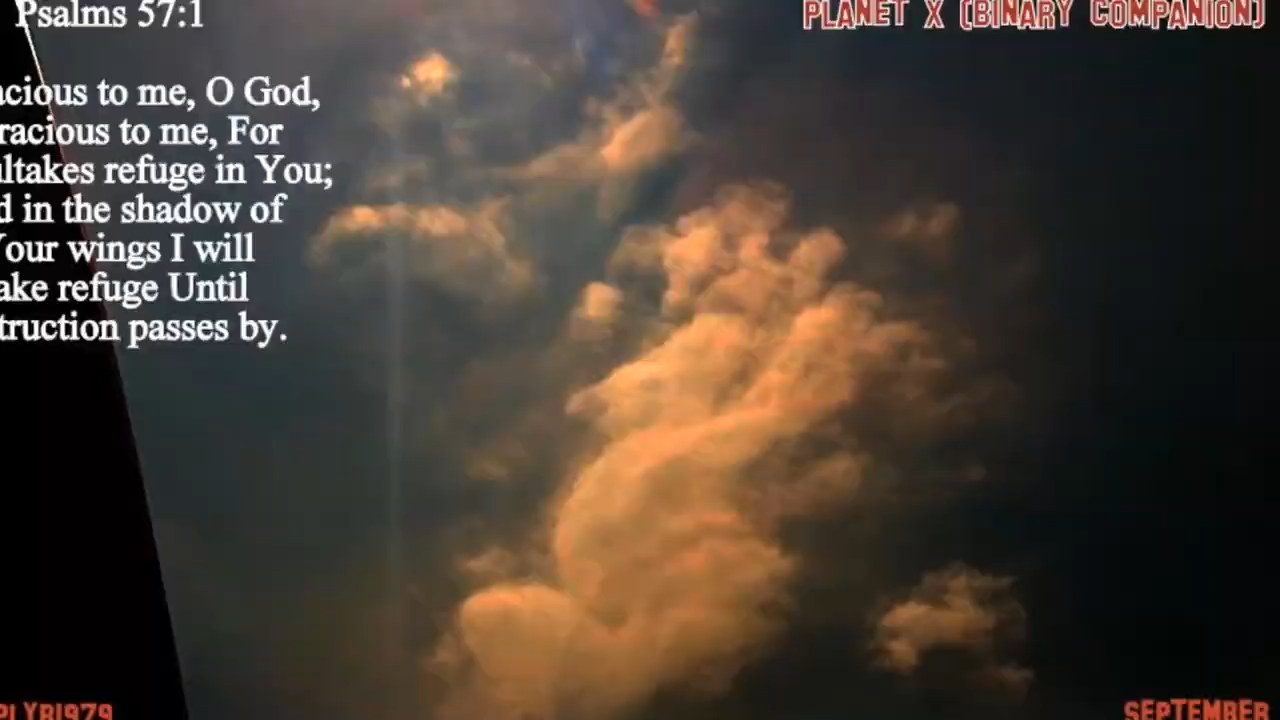 Psalms 57:1
PLANET X (BINARY COMPANION)
acious to me, O God,
racious to me, For
ultakes refuge in You;
d in the shadow of
Your wings I will
ake refuge Until
truction passes by.
SEPTEMBER